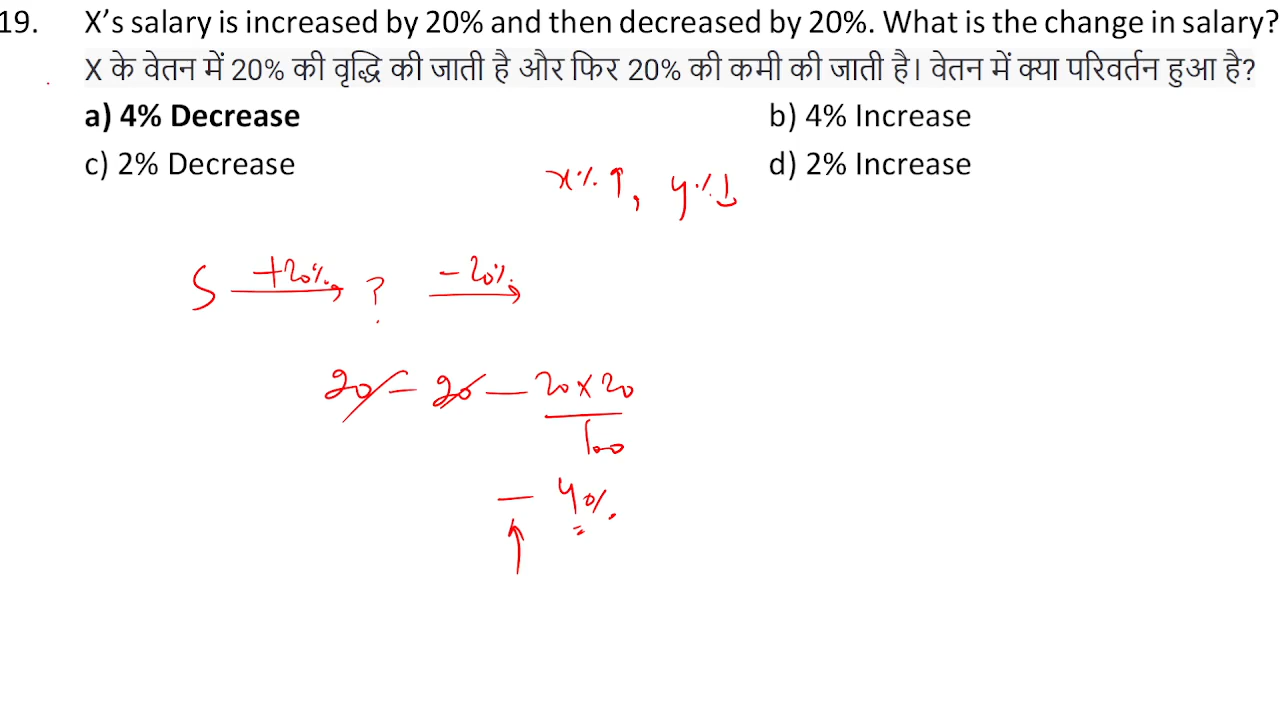 19. X’s salary is increased by 20% and then decreased by 20%. What is the change in salary?
X के वेतन में 20% की वृद्धि की जाती है और फिर 20% की कमी की जाती है। वेतन में क्या परिवर्तन हुआ है?
a) 4% Decrease b) 4% Increase
c) 2% Decrease d) 2% Increase
x% ↑, y% ↓
S +20% → ? -20% →
20 - 20 - 20 × 20
100
- 4%